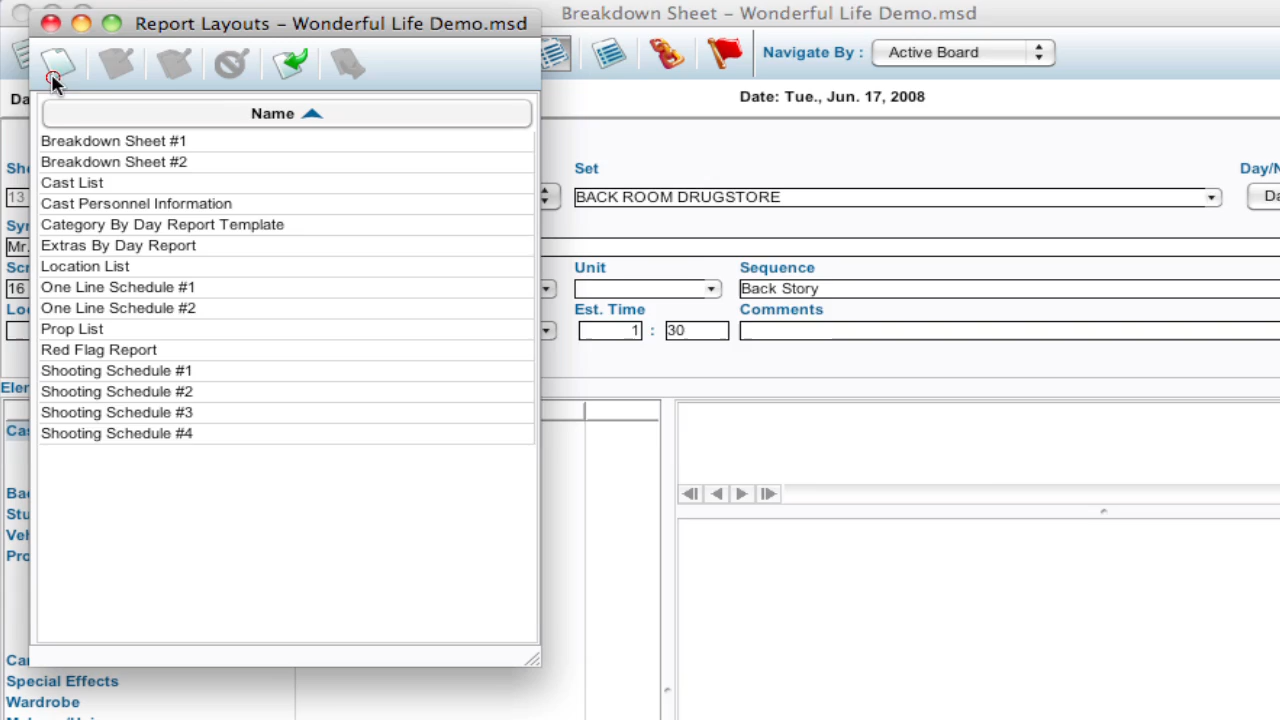 Report Layouts – Wonderful Life Demo.msd
Breakdown Sheet – Wonderful Life Demo.msd
Navigate By :
Active Board
Date: Tue., Jun. 17, 2008
Name
Breakdown Sheet #1
Breakdown Sheet #2
Cast List
Cast Personnel Information
Category By Day Report Template
Extras By Day Report
Location List
One Line Schedule #1
One Line Schedule #2
Prop List
Red Flag Report
Shooting Schedule #1
Shooting Schedule #2
Shooting Schedule #3
Shooting Schedule #4
Set
Day/N
13
BACK ROOM DRUGSTORE
Da
Mr.
Unit
Sequence
16
Back Story
Est. Time
Comments
1 : 30
Special Effects
Wardrobe